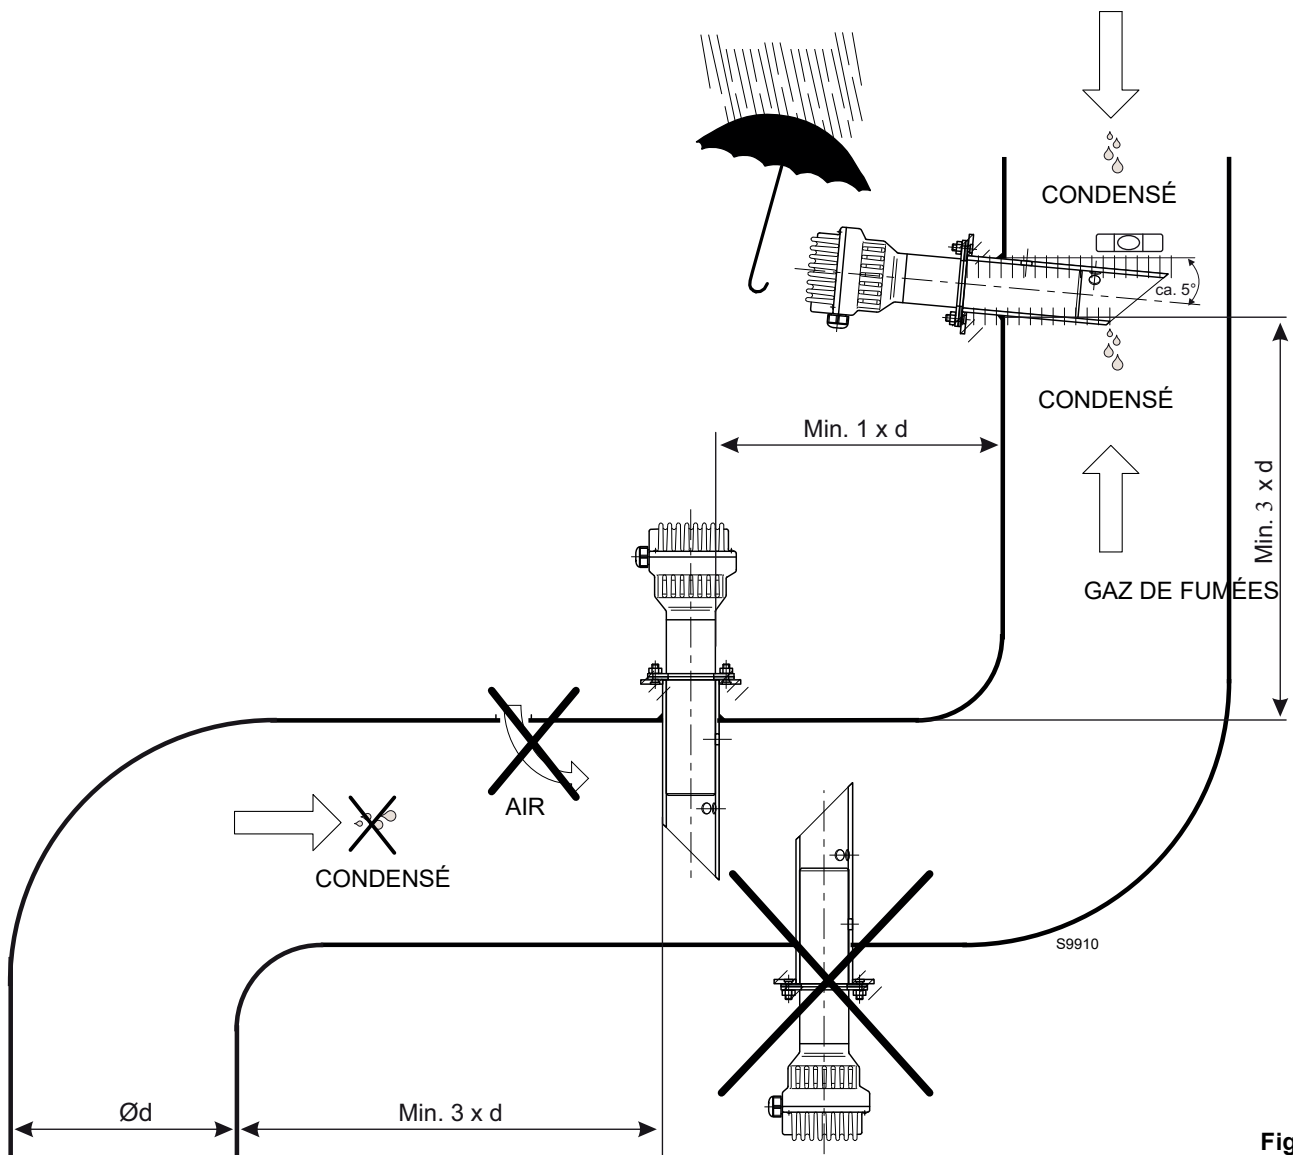 CONDENSÉ
ca. 5°
CONDENSÉ
Min. 1 x d
Min. 3 x d
GAZ DE FUMÉES
AIR
CONDENSÉ
S9910
Ød
Min. 3 x d
Fig